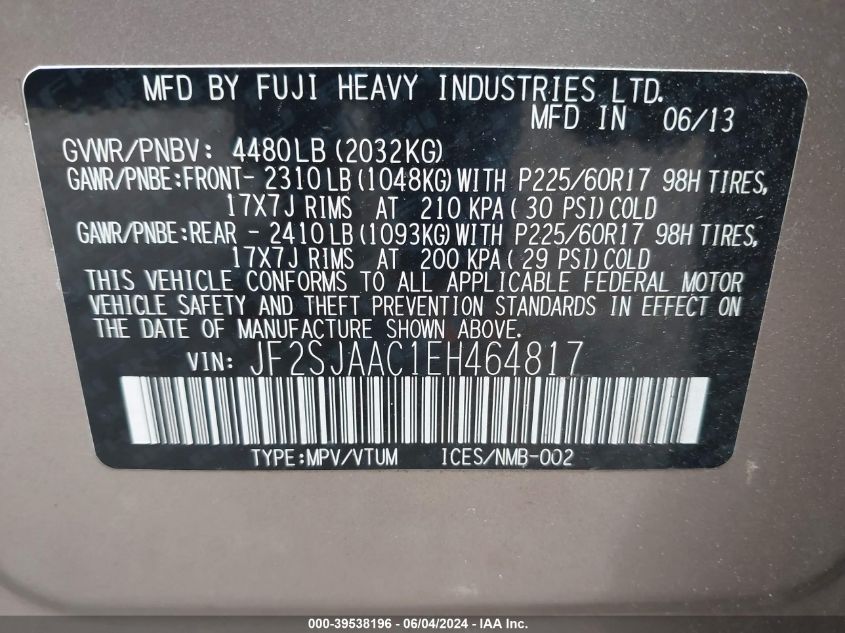 MFD BY FUJI HEAVY INDUSTRIES LTD.
MFD IN 06/13
GVWR/PNBV: 4480LB (2032KG)
GAWR/PNBE:FRONT- 2310LB (1048KG) WITH P225/60R17 98H TIRES,
17X7J RIMS AT 210 KPA ( 30 PSI) COLD
GAWR/PNBE:REAR - 2410LB (1093KG) WITH P225/60R17 98H TIRES,
17X7J RIMS AT 200 KPA ( 29 PSI) COLD
THIS VEHICLE CONFORMS TO ALL APPLICABLE FEDERAL MOTOR
VEHICLE SAFETY AND THEFT PREVENTION STANDARDS IN EFFECT ON
THE DATE OF MANUFACTURE SHOWN ABOVE.
VIN: JF2SJAAC1EH464817
TYPE:MPV/VTUM ICES/NMB-002
000-39538196 - 06/04/2024 - IAA Inc.